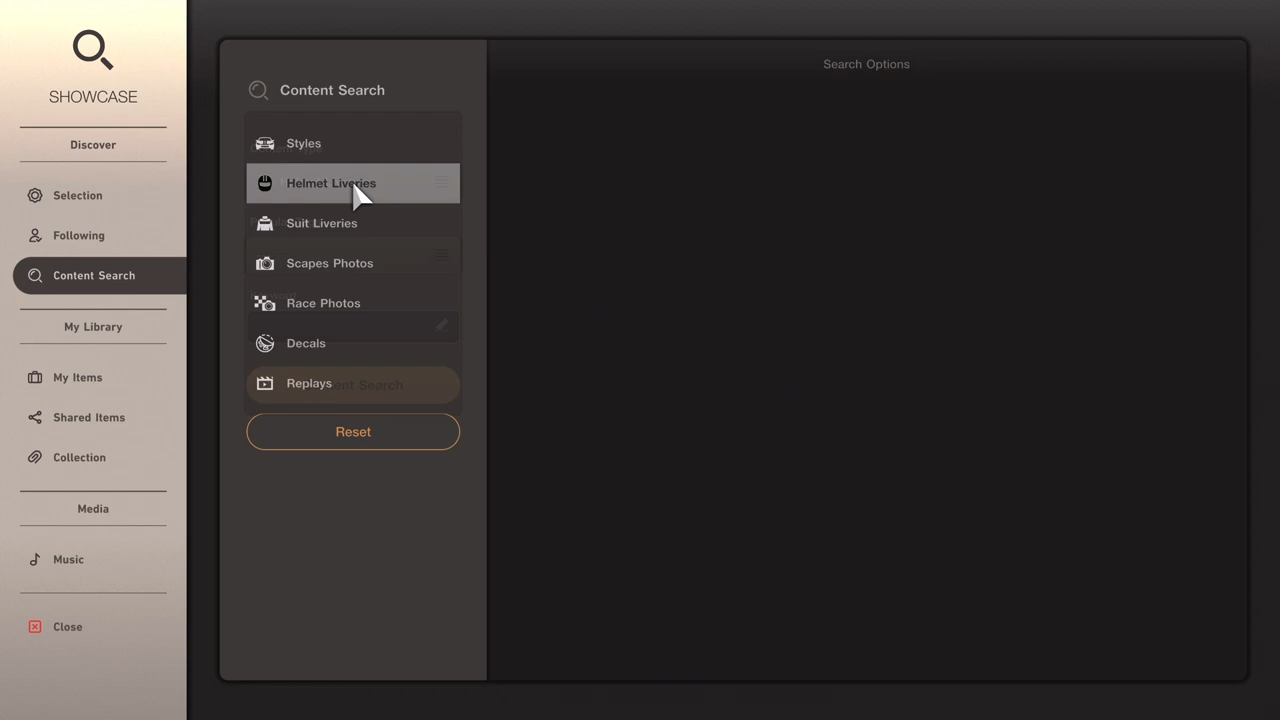 SHOWCASE
Discover
Selection
Following
Content Search
My Library
My Items
Shared Items
Collection
Media
Music
Close
Content Search
Styles
Helmet Liveries
Suit Liveries
Scapes Photos
Race Photos
Decals
Replays
Reset
Search Options